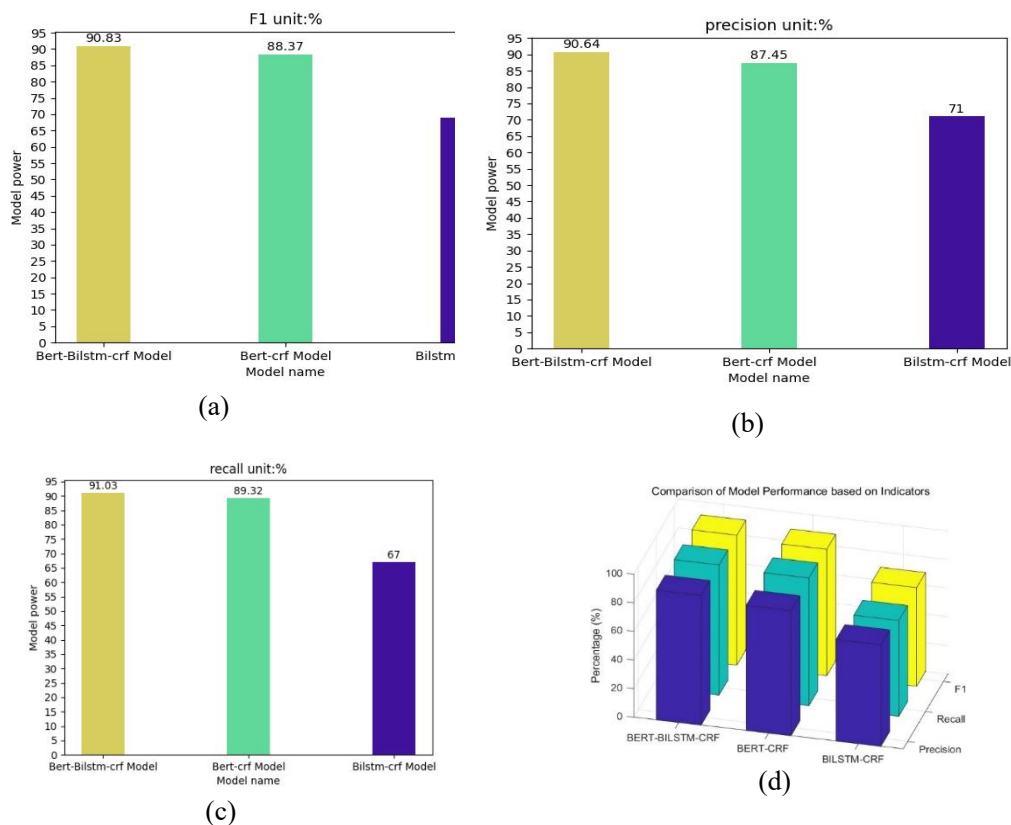 F1 unit:%
95
90
85
80
75
70
65
60
55
50
45
40
35
30
25
20
15
10
5
0
Model power
90.83
88.37
Bert-Bilstm-crf Model
Bert-crf Model
Bilstm
Model name
(a)
precision unit:%
95
90
85
80
75
70
65
60
55
50
45
40
35
30
25
20
15
10
5
0
Model power
90.64
87.45
71
Bert-Bilstm-crf Model
Bert-crf Model
Bilstm-crf Model
Model name
(b)
recall unit:%
95
90
85
80
75
70
65
60
55
50
45
40
35
30
25
20
15
10
5
0
Model power
91.03
89.32
67
Bert-Bilstm-crf Model
Bert-crf Model
Bilstm-crf Model
Model name
(c)
Comparison of Model Performance based on Indicators
100
80
60
40
20
0
Percentage (%)
BERT-BILSTM-CRF
BERT-CRF
BILSTM-CRF
F1
Recall
Precision
(d)